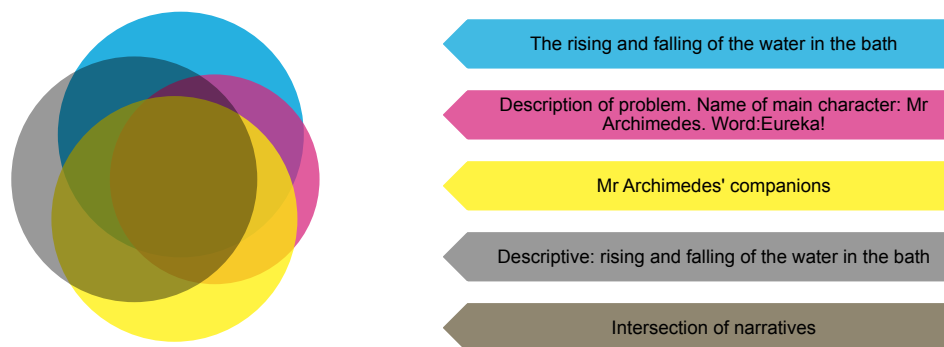 The rising and falling of the water in the bath
Description of problem. Name of main character: Mr
Archimedes. Word:Eureka!
Mr Archimedes' companions
Descriptive: rising and falling of the water in the bath
Intersection of narratives